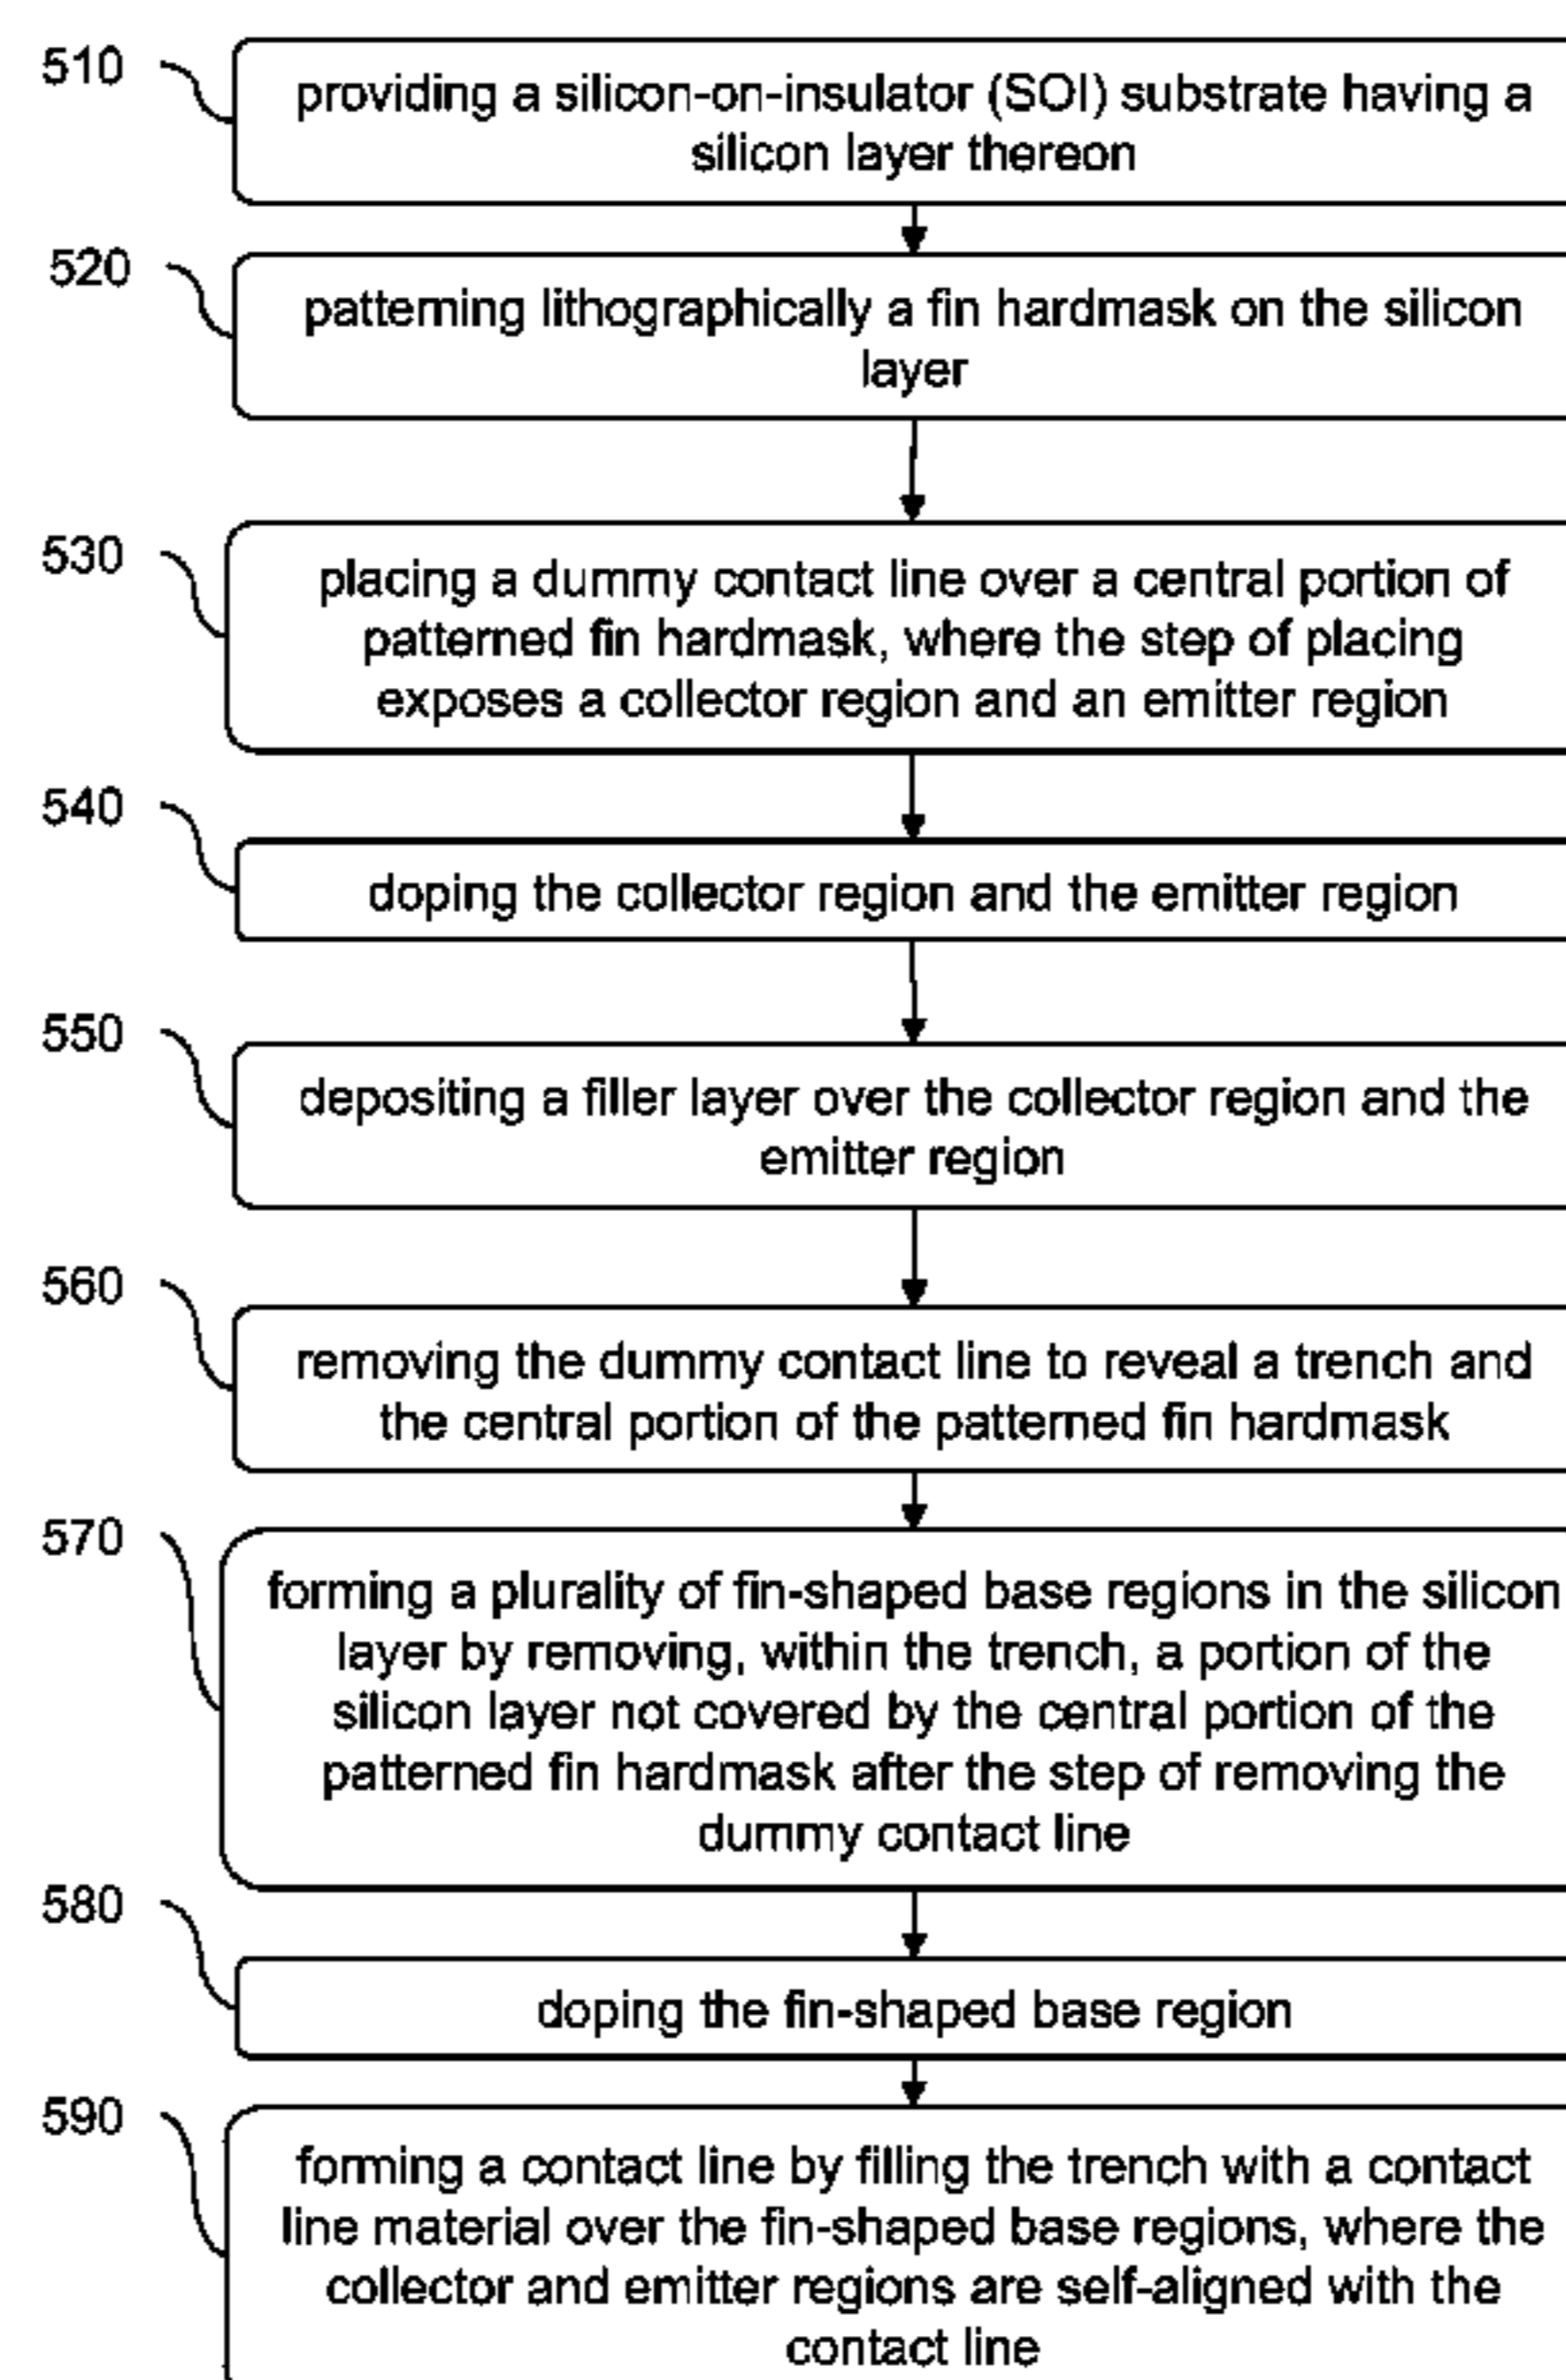 510
providing a silicon-on-insulator (SOI) substrate having a
silicon layer thereon
520
patterning lithographically a fin hardmask on the silicon
layer
530
placing a dummy contact line over a central portion of
patterned fin hardmask, where the step of placing
exposes a collector region and an emitter region
540
doping the collector region and the emitter region
550
depositing a filler layer over the collector region and the
emitter region
560
removing the dummy contact line to reveal a trench and
the central portion of the patterned fin hardmask
570
forming a plurality of fin-shaped base regions in the silicon
layer by removing, within the trench, a portion of the
silicon layer not covered by the central portion of the
patterned fin hardmask after the step of removing the
dummy contact line
580
doping the fin-shaped base region
590
forming a contact line by filling the trench with a contact
line material over the fin-shaped base regions, where the
collector and emitter regions are self-aligned with the
contact line